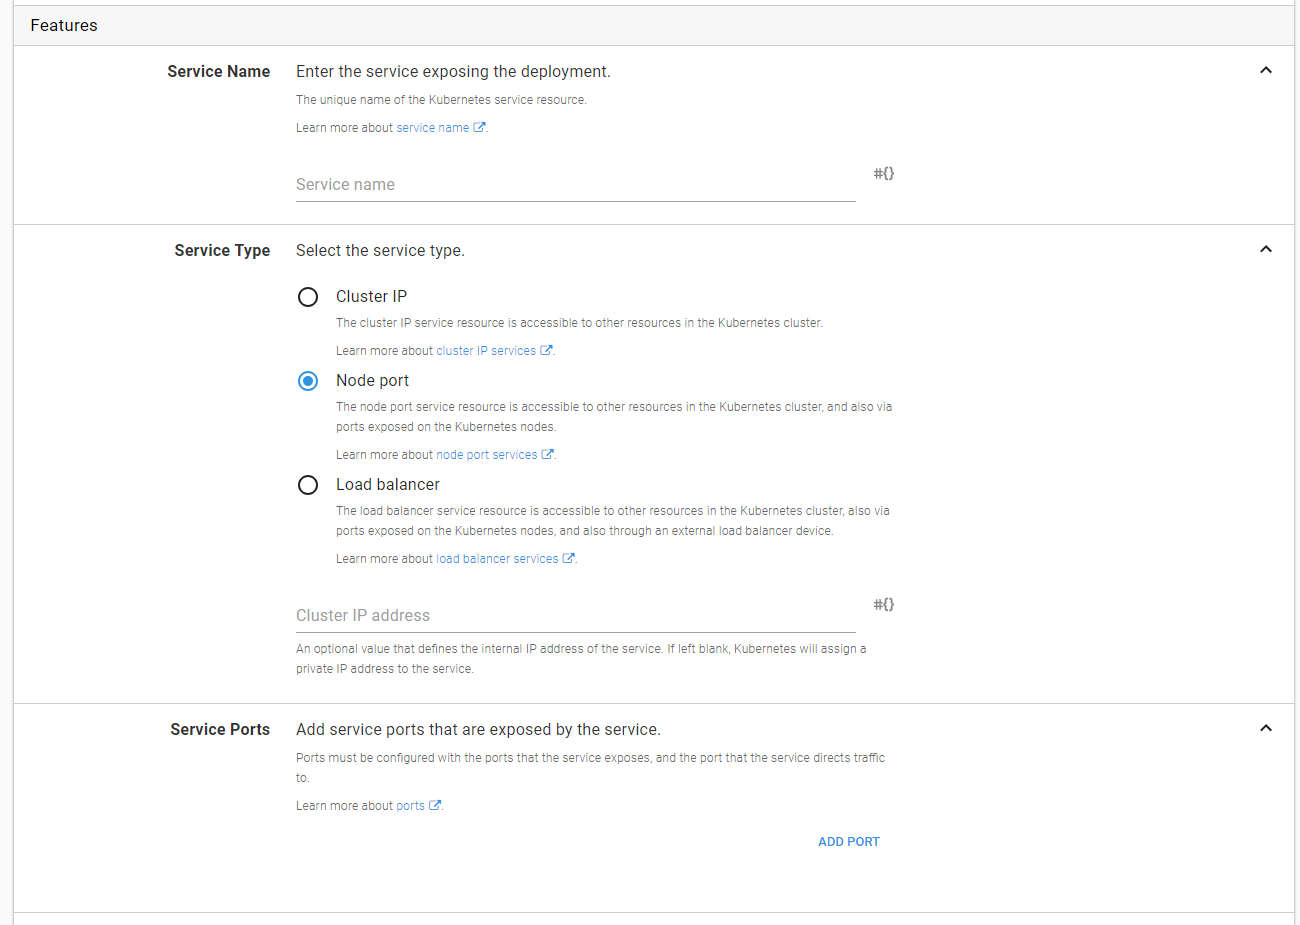 Features
Service Name
Enter the service exposing the deployment.
The unique name of the Kubernetes service resource.
Learn more about service name.
Service name
#{}
Service Type
Select the service type.
Cluster IP
The cluster IP service resource is accessible to other resources in the Kubernetes cluster.
Learn more about cluster IP services.
Node port
The node port service resource is accessible to other resources in the Kubernetes cluster, and also via
ports exposed on the Kubernetes nodes.
Learn more about node port services.
Load balancer
The load balancer service resource is accessible to other resources in the Kubernetes cluster, also via
ports exposed on the Kubernetes nodes, and also through an external load balancer device.
Learn more about load balancer services.
Cluster IP address
#{}
An optional value that defines the internal IP address of the service. If left blank, Kubernetes will assign a
private IP address to the service.
Service Ports
Add service ports that are exposed by the service.
Ports must be configured with the ports that the service exposes, and the port that the service directs traffic
to.
Learn more about ports.
ADD PORT